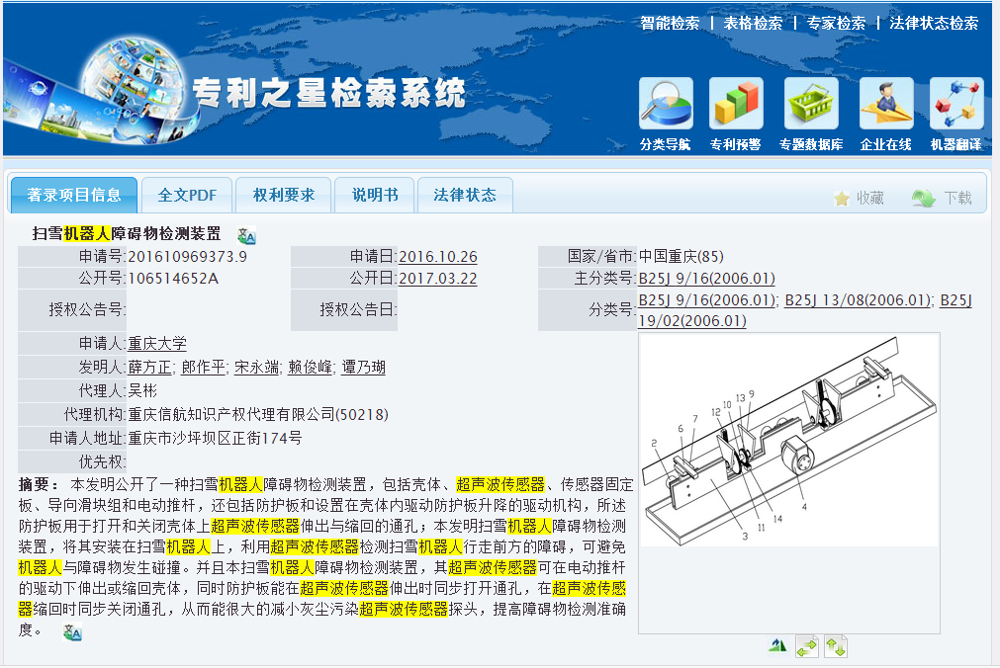 智能检索 | 表格检索 | 专家检索 | 法律状态检索
专利之星检索系统
分类导航 专利预警 专题数据库 企业在线 机器翻译
著录项目信息 全文PDF 权利要求 说明书 法律状态 收藏 下载
扫雪机器人障碍物检测装置
申请号:201610969373.9 申请日:2016.10.26 国家/省市:中国重庆(85)
公开号:106514652A 公开日:2017.03.22 主分类号:B25J 9/16(2006.01)
授权公告号: 授权公告日: 分类号:B25J 9/16(2006.01); B25J 13/08(2006.01); B25J
19/02(2006.01)
申请人:重庆大学
发明人:薛方正; 郎作平; 宋永端; 赖俊峰; 谭乃瑚
代理人:吴彬
代理机构:重庆信航知识产权代理有限公司(50218)
申请人地址:重庆市沙坪坝区正街174号
优先权:
摘要： 本发明公开了一种扫雪机器人障碍物检测装置，包括壳体、超声波传感器、传感器固定
板、导向滑块组和电动推杆，还包括防护板和设置在壳体内驱动防护板升降的驱动机构，所述
防护板用于打开和关闭壳体上超声波传感器伸出与缩回的通孔；本发明扫雪机器人障碍物检测
装置，将其安装在扫雪机器人上，利用超声波传感器检测扫雪机器人行走前方的障碍，可避免
机器人与障碍物发生碰撞。并且本扫雪机器人障碍物检测装置，其超声波传感器可在电动推杆
的驱动下伸出或缩回壳体，同时防护板能在超声波传感器伸出时同步打开通孔，在超声波传感
器缩回时同步关闭通孔，从而能很大的减小灰尘污染超声波传感器探头，提高障碍物检测准确
度。
2 6 7 12 10 13 9
3 11 14 4